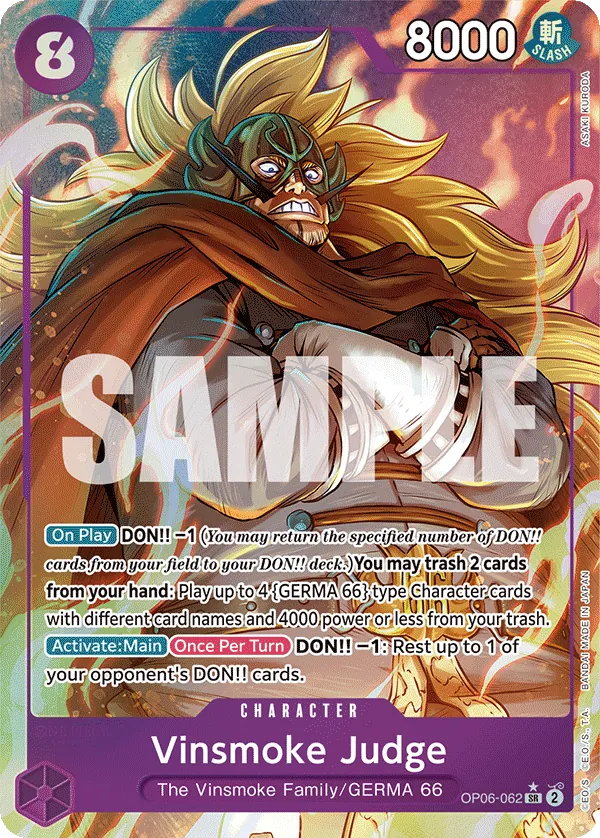 8
8000
斬
SLASH
ASAKI KURODA
SAMPLE
On Play DON!! −1 (You may return the specified number of DON!!
cards from your field to your DON!! deck.)You may trash 2 cards
from your hand: Play up to 4 {GERMA 66} type Character cards
with different card names and 4000 power or less from your trash.
Activate:Main Once Per Turn DON!! −1: Rest up to 1 of
your opponent's DON!! cards.
CHARACTER
Vinsmoke Judge
The Vinsmoke Family/GERMA 66
OP06-062 SR 2
©E.O./S. ©E.O./S.,T.A. BANDAI MADE IN JAPAN